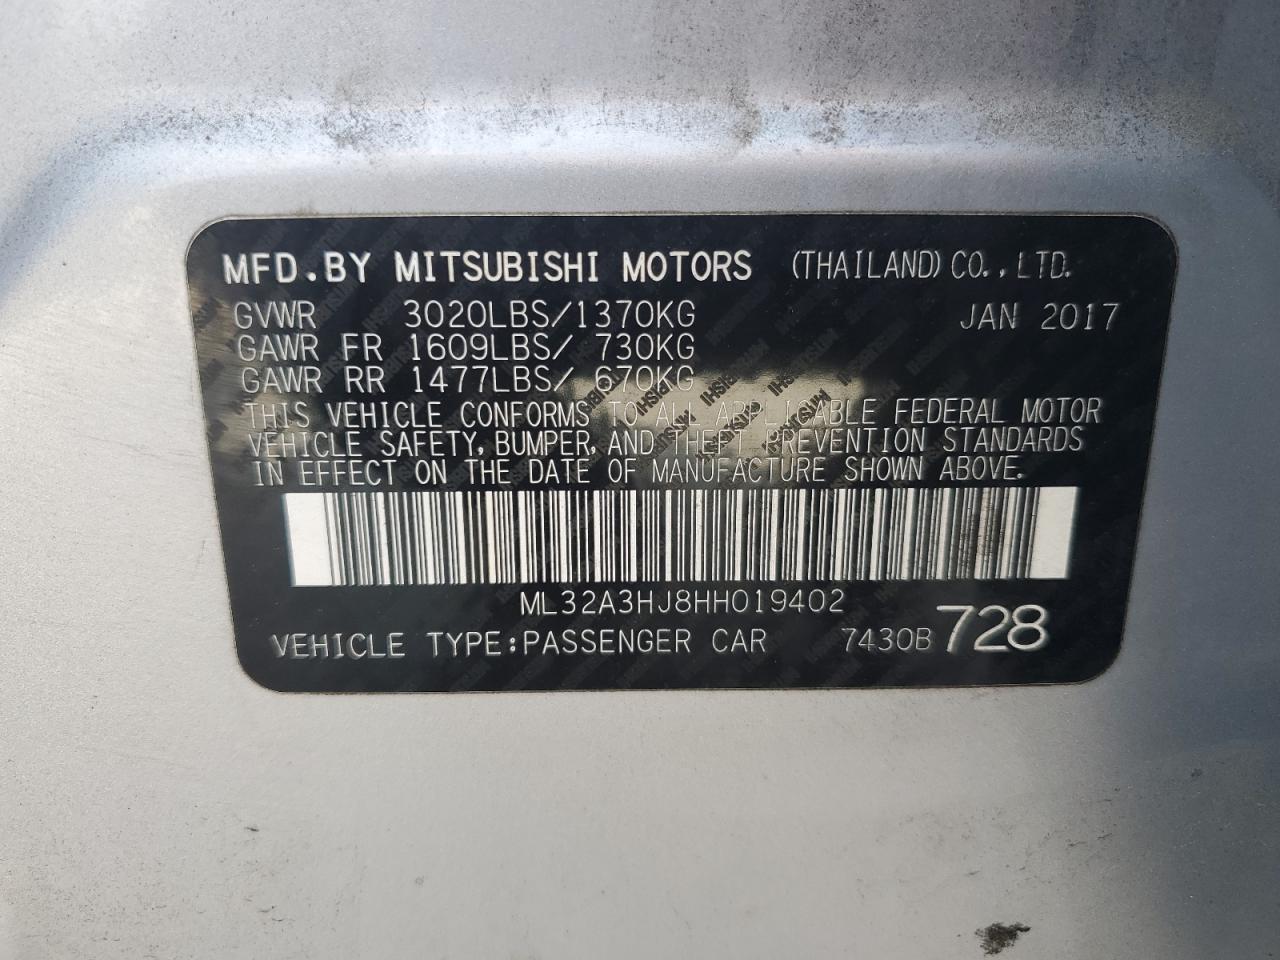 MFD.BY MITSUBISHI MOTORS (THAILAND) CO., LTD.
GVWR 3020LBS/1370KG JAN 2017
GAWR FR 1609LBS/ 730KG
GAWR RR 1477LBS/ 670KG
THIS VEHICLE CONFORMS TO ALL APPLICABLE FEDERAL MOTOR
VEHICLE SAFETY, BUMPER, AND THEFT PREVENTION STANDARDS
IN EFFECT ON THE DATE OF MANUFACTURE SHOWN ABOVE.
ML32A3HJ8HH019402
VEHICLE TYPE:PASSENGER CAR 7430B 728